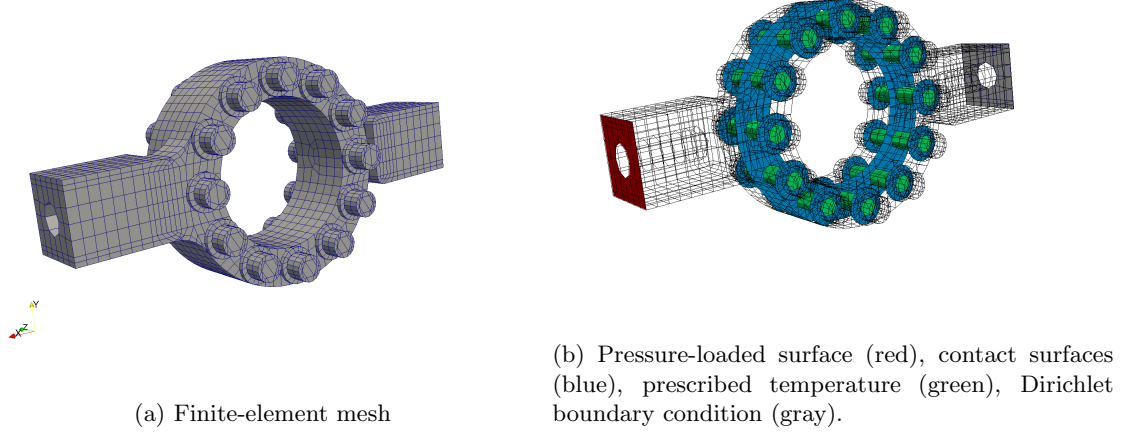 Y
Z
X
(a) Finite-element mesh
(b) Pressure-loaded surface (red), contact surfaces
(blue), prescribed temperature (green), Dirichlet
boundary condition (gray).